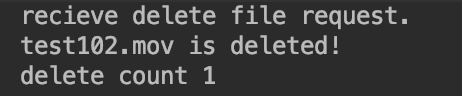 recieve delete file request.
test102.mov is deleted!
delete count 1